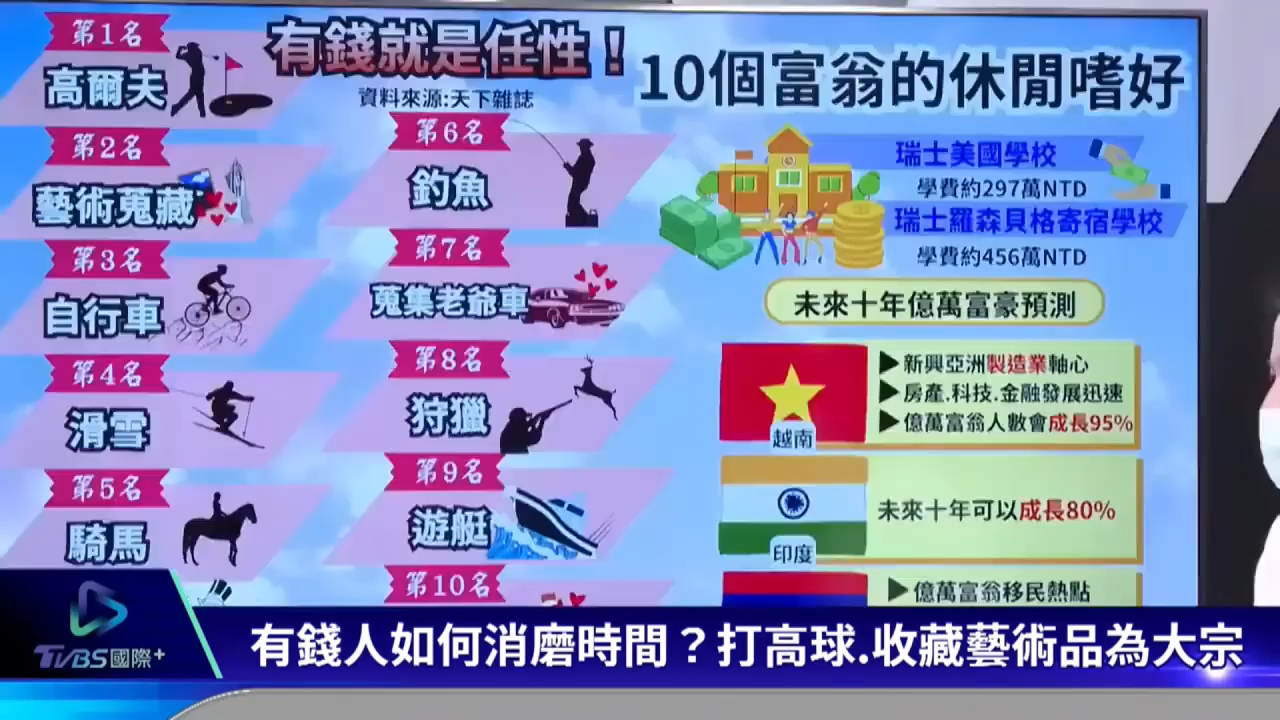 有錢就是任性！
資料來源:天下雜誌
10個富翁的休閒嗜好
第1名
高爾夫
第2名
藝術蒐藏
第3名
自行車
第4名
滑雪
第5名
騎馬
第6名
釣魚
第7名
蒐集老爺車
第8名
狩獵
第9名
遊艇
第10名
瑞士美國學校
學費約297萬NTD
瑞士羅森貝格寄宿學校
學費約456萬NTD
未來十年億萬富豪預測
越南
▶新興亞洲製造業軸心
▶房產.科技.金融發展迅速
▶億萬富翁人數會成長95%
印度
未來十年可以成長80%
▶億萬富翁移民熱點
TVBS國際+
有錢人如何消磨時間？打高球.收藏藝術品為大宗